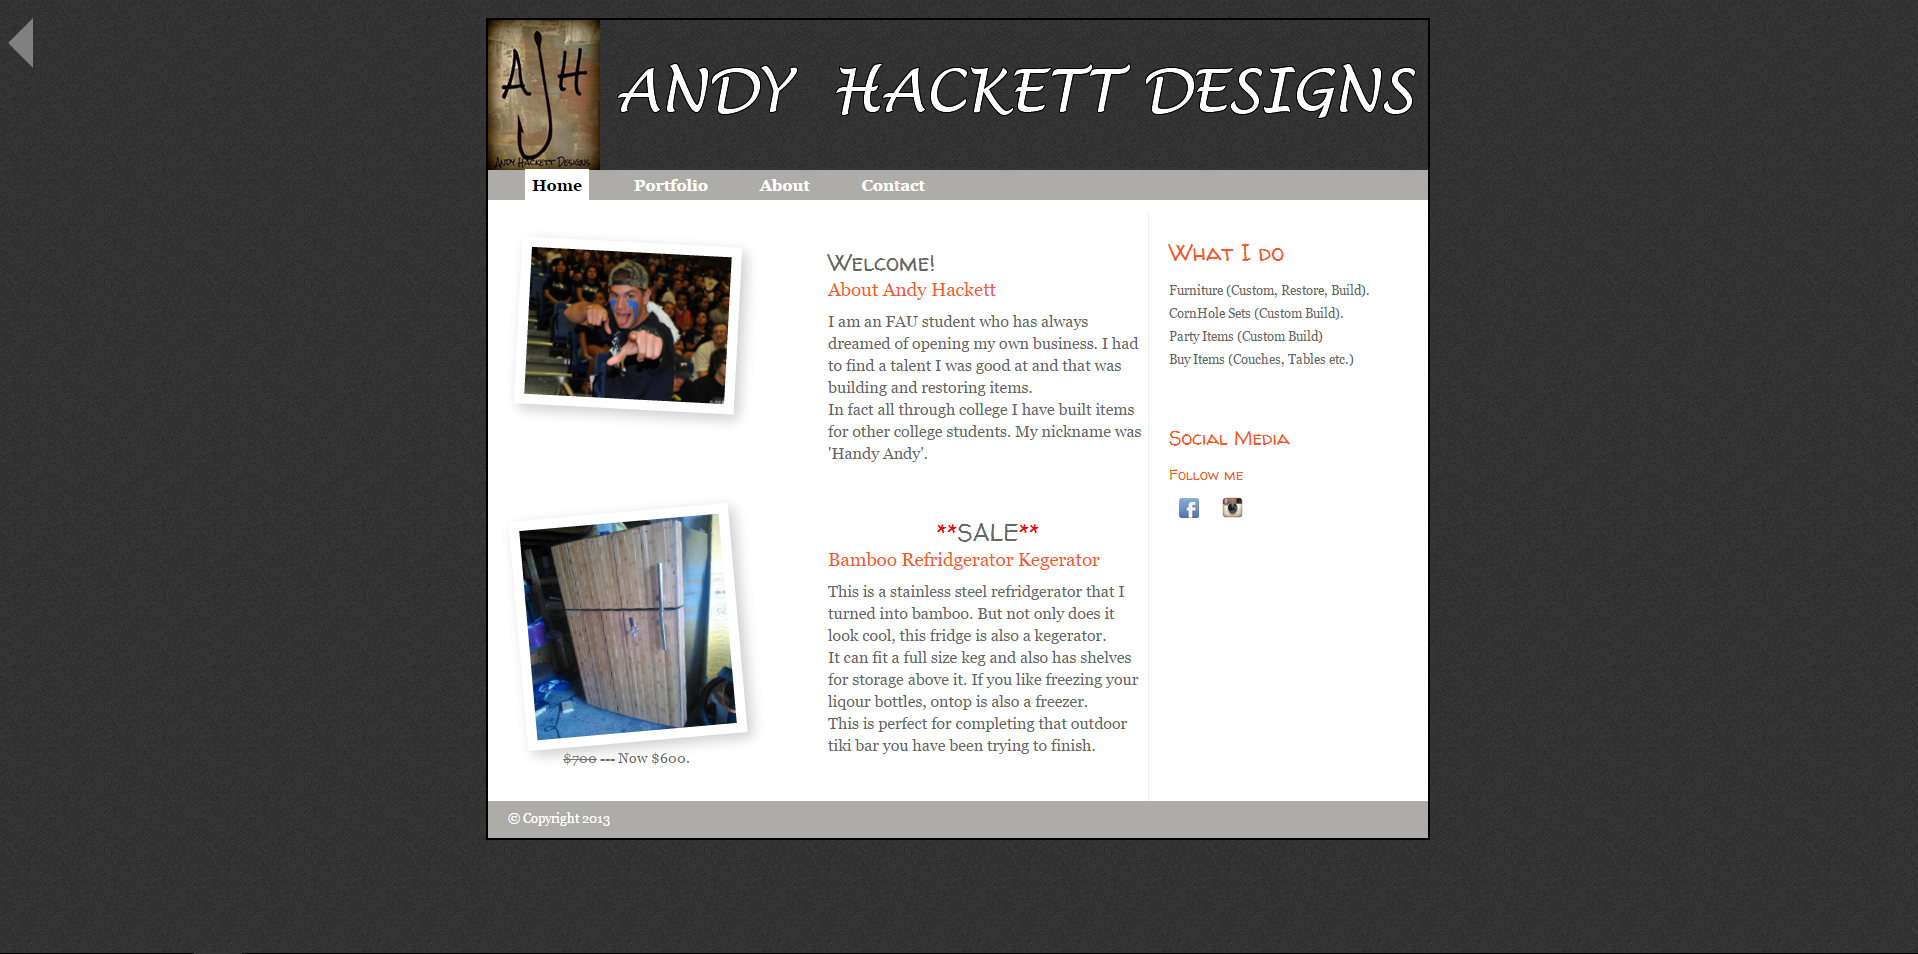 AJH
Andy Hackett Designs
ANDY HACKETT DESIGNS
Home Portfolio About Contact
Welcome!
About Andy Hackett
I am an FAU student who has always
dreamed of opening my own business. I had
to find a talent I was good at and that was
building and restoring items.
In fact all through college I have built items
for other college students. My nickname was
'Handy Andy'.
**SALE**
Bamboo Refridgerator Kegerator
This is a stainless steel refridgerator that I
turned into bamboo. But not only does it
look cool, this fridge is also a kegerator.
It can fit a full size keg and also has shelves
for storage above it. If you like freezing your
liqour bottles, ontop is also a freezer.
This is perfect for completing that outdoor
tiki bar you have been trying to finish.
$700 --- Now $600.
What I do
Furniture (Custom, Restore, Build).
CornHole Sets (Custom Build).
Party Items (Custom Build)
Buy Items (Couches, Tables etc.)
Social Media
Follow me
f
© Copyright 2013